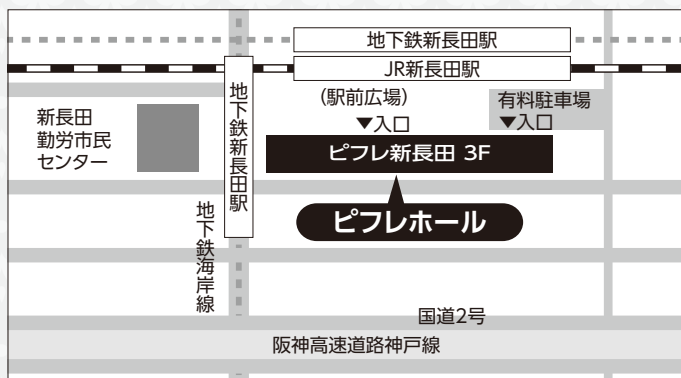 地下鉄新長田駅
JR新長田駅
(駅前広場)
▼入口
有料駐車場
▼入口
新長田
勤労市民
センター
地下鉄新長田駅
ピフレ新長田 3F
ピフレホール
地下鉄海岸線
国道2号
阪神高速道路神戸線